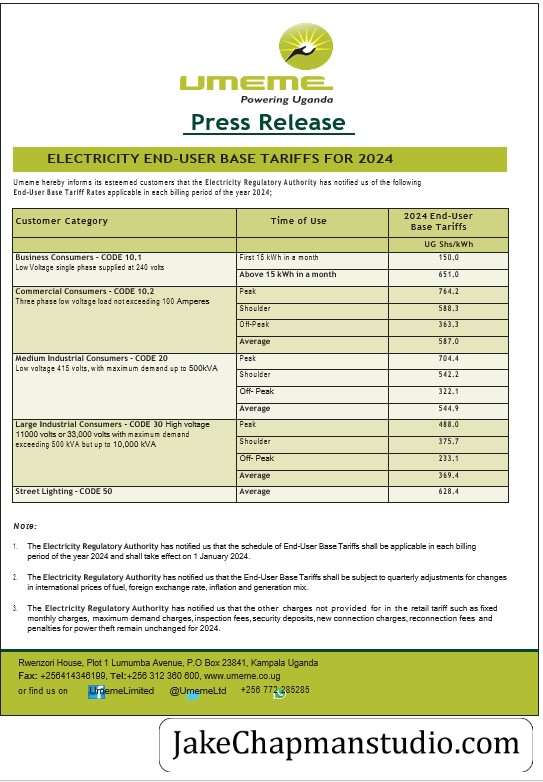 UMEME
Powering Uganda
Press Release
ELECTRICITY END-USER BASE TARIFFS FOR 2024
Umeme hereby informs its esteemed customers that the Electricity Regulatory Authority has notified us of the following
End-User Base Tariff Rates applicable in each billing period of the year 2024;
Customer Category Time of Use 2024 End-User
Base Tariffs
UG Shs/kWh
Business Consumers - CODE 10.1 First 15 kWh in a month 150.0
Low Voltage single phase supplied at 240 volts
Above 15 kWh in a month 651.0
Commercial Consumers - CODE 10.2 Peak 764.2
Three phase low voltage load not exceeding 100 Amperes
Shoulder 588.3
Off-Peak 363.3
Average 587.0
Medium Industrial Consumers - CODE 20 Peak 704.4
Low voltage 415 volts, with maximum demand up to 500kVA
Shoulder 542.2
Off- Peak 322.1
Average 544.9
Large Industrial Consumers - CODE 30 High voltage Peak 488.0
11000 volts or 33,000 volts with maximum demand
exceeding 500 kVA but up to 10,000 kVA
Shoulder 375.7
Off- Peak 233.1
Average 369.4
Street Lighting - CODE 50 Average 628.4
Note:
1. The Electricity Regulatory Authority has notified us that the schedule of End-User Base Tariffs shall be applicable in each billing
period of the year 2024 and shall take effect on 1 January 2024.
2. The Electricity Regulatory Authority has notified us that the End-User Base Tariffs shall be subject to quarterly adjustments for changes
in international prices of fuel, foreign exchange rate, inflation and generation mix.
3. The Electricity Regulatory Authority has notified us that the other charges not provided for in the retail tariff such as fixed
monthly charges, maximum demand charges, inspection fees, security deposits, new connection charges, reconnection fees and
penalties for power theft remain unchanged for 2024.
Rwenzori House, Plot 1 Lumumba Avenue, P.O Box 23841, Kampala Uganda
Fax: +256414346199, Tel:+256 312 360 600, www.umeme.co.ug
or find us on UmemeLimited @UmemeLtd +256 772 285285
JakeChapmanstudio.com